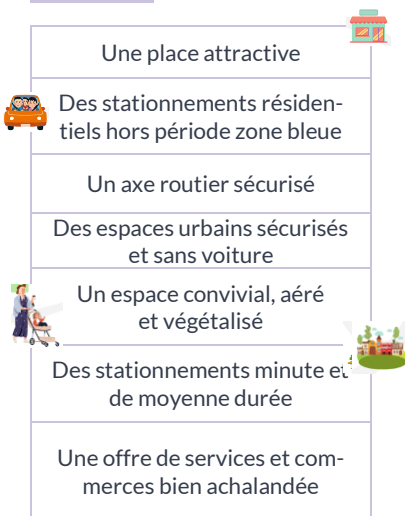 Une place attractive
Des stationnements résiden-
tiels hors période zone bleue
Un axe routier sécurisé
Des espaces urbains sécurisés
et sans voiture
Un espace convivial, aéré
et végétalisé
Des stationnements minute et
de moyenne durée
Une offre de services et com-
merces bien achalandée